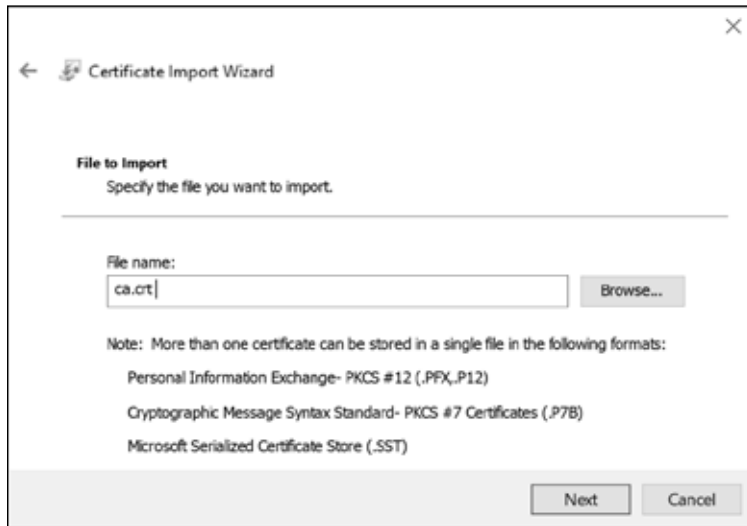 Certificate Import Wizard
File to Import
Specify the file you want to import.
File name:
ca.crt
Browse...
Note: More than one certificate can be stored in a single file in the following formats:
Personal Information Exchange- PKCS #12 (.PFX,.P12)
Cryptographic Message Syntax Standard- PKCS #7 Certificates (.P7B)
Microsoft Serialized Certificate Store (.SST)
Next
Cancel